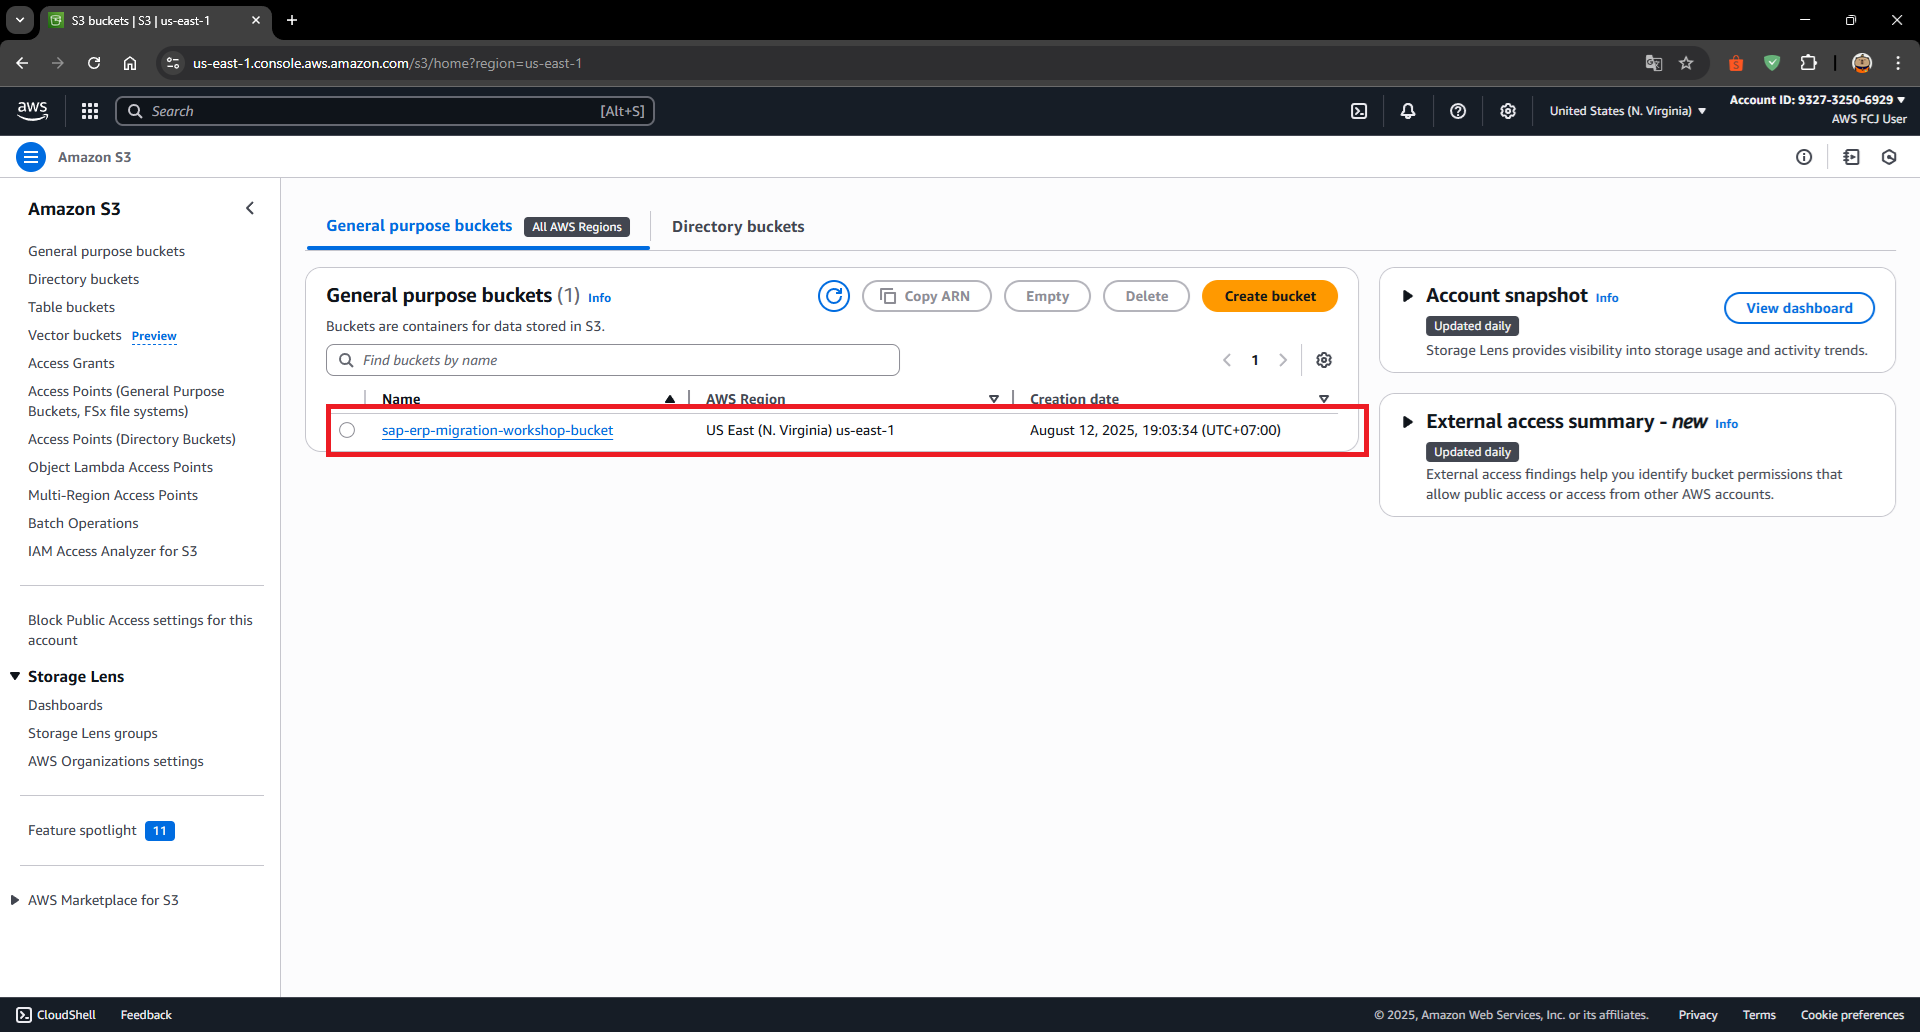 S3 buckets | S3 | us-east-1
us-east-1.console.aws.amazon.com/s3/home?region=us-east-1
aws
Search
[Alt+S]
United States (N. Virginia)
Account ID: 9327-3250-6929
AWS FCJ User
Amazon S3
Amazon S3
General purpose buckets
Directory buckets
Table buckets
Vector buckets Preview
Access Grants
Access Points (General Purpose
Buckets, FSx file systems)
Access Points (Directory Buckets)
Object Lambda Access Points
Multi-Region Access Points
Batch Operations
IAM Access Analyzer for S3
Block Public Access settings for this
account
Storage Lens
Dashboards
Storage Lens groups
AWS Organizations settings
Feature spotlight 11
AWS Marketplace for S3
General purpose buckets All AWS Regions
Directory buckets
General purpose buckets (1) Info
Copy ARN
Empty
Delete
Create bucket
Buckets are containers for data stored in S3.
Find buckets by name
1
Name
AWS Region
Creation date
sap-erp-migration-workshop-bucket
US East (N. Virginia) us-east-1
August 12, 2025, 19:03:34 (UTC+07:00)
Account snapshot Info
Updated daily
View dashboard
Storage Lens provides visibility into storage usage and activity trends.
External access summary - new Info
Updated daily
External access findings help you identify bucket permissions that
allow public access or access from other AWS accounts.
CloudShell
Feedback
© 2025, Amazon Web Services, Inc. or its affiliates.
Privacy
Terms
Cookie preferences